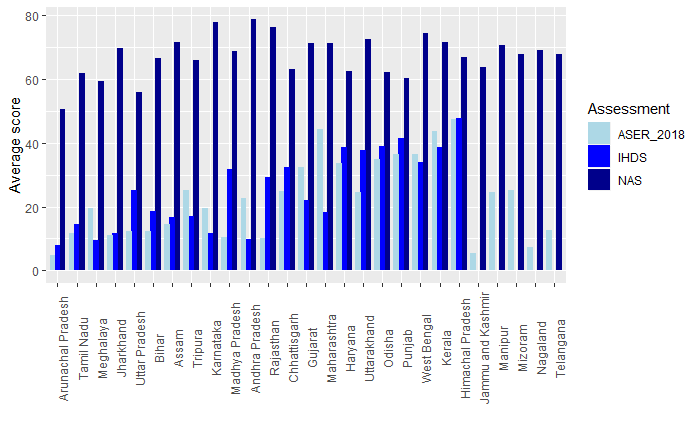 Average score
80
60
40
20
0
Arunachal Pradesh
Tamil Nadu
Meghalaya
Jharkhand
Uttar Pradesh
Bihar
Assam
Tripura
Karnataka
Madhya Pradesh
Andhra Pradesh
Rajasthan
Chhattisgarh
Gujarat
Maharashtra
Haryana
Uttarakhand
Odisha
Punjab
West Bengal
Kerala
Himachal Pradesh
Jammu and Kashmir
Manipur
Mizoram
Nagaland
Telangana
Assessment
ASER_2018
IHDS
NAS